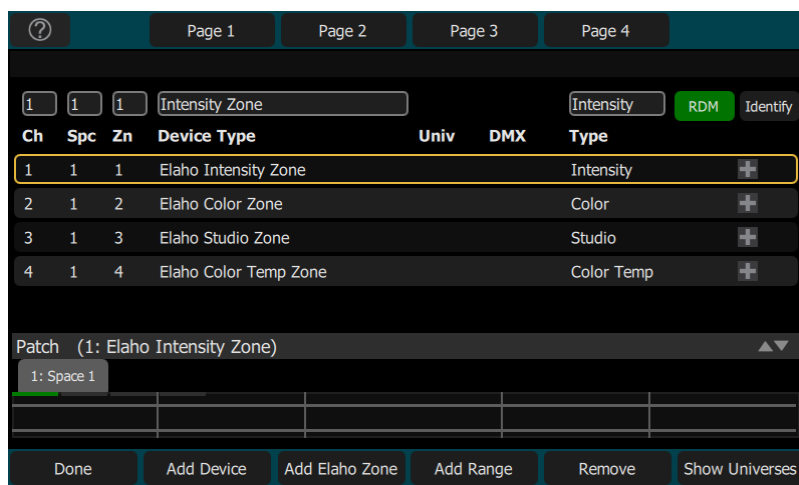 Page 1 Page 2 Page 3 Page 4
1 1 1 Intensity Zone Intensity RDM Identify
Ch Spc Zn Device Type Univ DMX Type
1 1 1 Elaho Intensity Zone Intensity
2 1 2 Elaho Color Zone Color
3 1 3 Elaho Studio Zone Studio
4 1 4 Elaho Color Temp Zone Color Temp
Patch (1: Elaho Intensity Zone)
1: Space 1
Done Add Device Add Elaho Zone Add Range Remove Show Universes